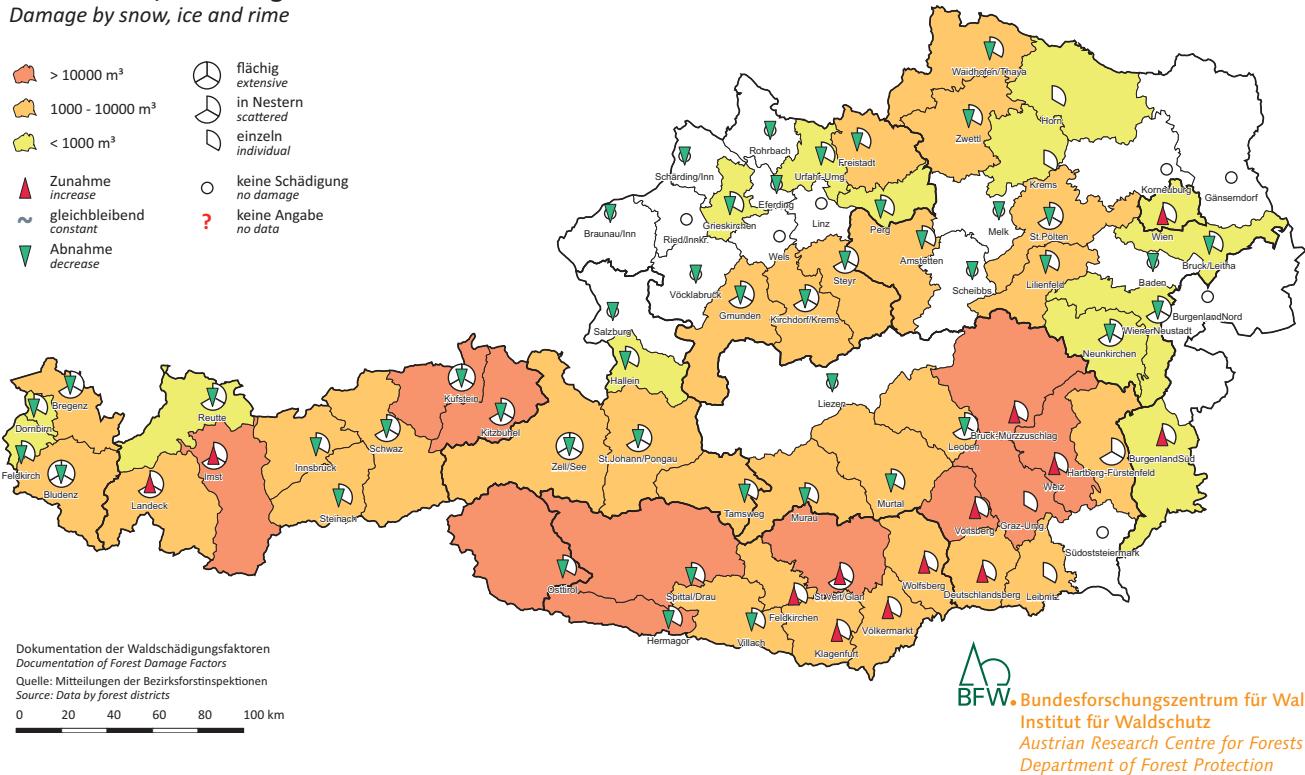 Damage by snow, ice and rime
> 10000 m³
1000 - 10000 m³
< 1000 m³
flächig
extensive
in Nestern
scattered
einzeln
individual
Zunahme
increase
~ gleichbleibend
constant
Abnahme
decrease
keine Schädigung
no damage
? keine Angabe
no data
Waidhofen/Thaya
Horn
Zwettl
Rohrbach
Freistadt
Schärding/Inn
Urfahr-Umg.
Krems
Korneuburg
Gänserndorf
Eferding
Grieskirchen
Linz
Braunau/Inn
Ried/Innkr.
Perg
Melk
St.Pölten
Wien
Wels
Amstetten
Bruck/Leitha
Steyr
Scheibbs
Lilienfeld
Baden
Vöcklabruck
Gmunden
Kirchdorf/Krems
BurgenlandNord
Salzburg
WienerNeustadt
Neunkirchen
Hallein
Liezen
Bregenz
Kufstein
Reutte
Dornbirn
Kitzbühel
Schwaz
Leoben
Bruck-Mürzzuschlag
Innsbruck
Zell/See
St.Johann/Pongau
BurgenlandSüd
Feldkirch
Imst
Hartberg-Fürstenfeld
Bludenz
Weiz
Landeck
Murtal
Steinach
Tamsweg
Murau
Voitsberg
Graz-Umg.
Südoststeiermark
Osttirol
Spittal/Drau
St.Veit/Glan
Wolfsberg
Deutschlandsberg
Leibnitz
Feldkirchen
Völkermarkt
Hermagor
Villach
Klagenfurt
Dokumentation der Waldschädigungsfaktoren
Documentation of Forest Damage Factors
Quelle: Mitteilungen der Bezirksforstinspektionen
Source: Data by forest districts
0 20 40 60 80 100 km
BFW
Bundesforschungszentrum für Wal
Institut für Waldschutz
Austrian Research Centre for Forests
Department of Forest Protection